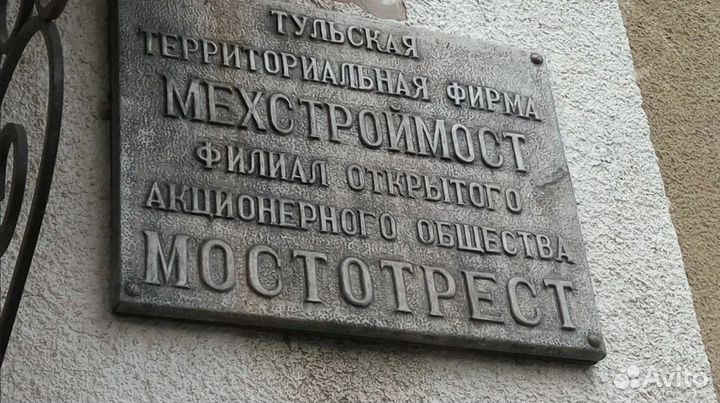 ТУЛЬСКАЯ
ТЕРРИТОРИАЛЬНАЯ ФИРМА
МЕХСТРОЙМОСТ
ФИЛИАЛ ОТКРЫТОГО
АКЦИОНЕРНОГО ОБЩЕСТВА
МОСТОТРЕСТ
Avito